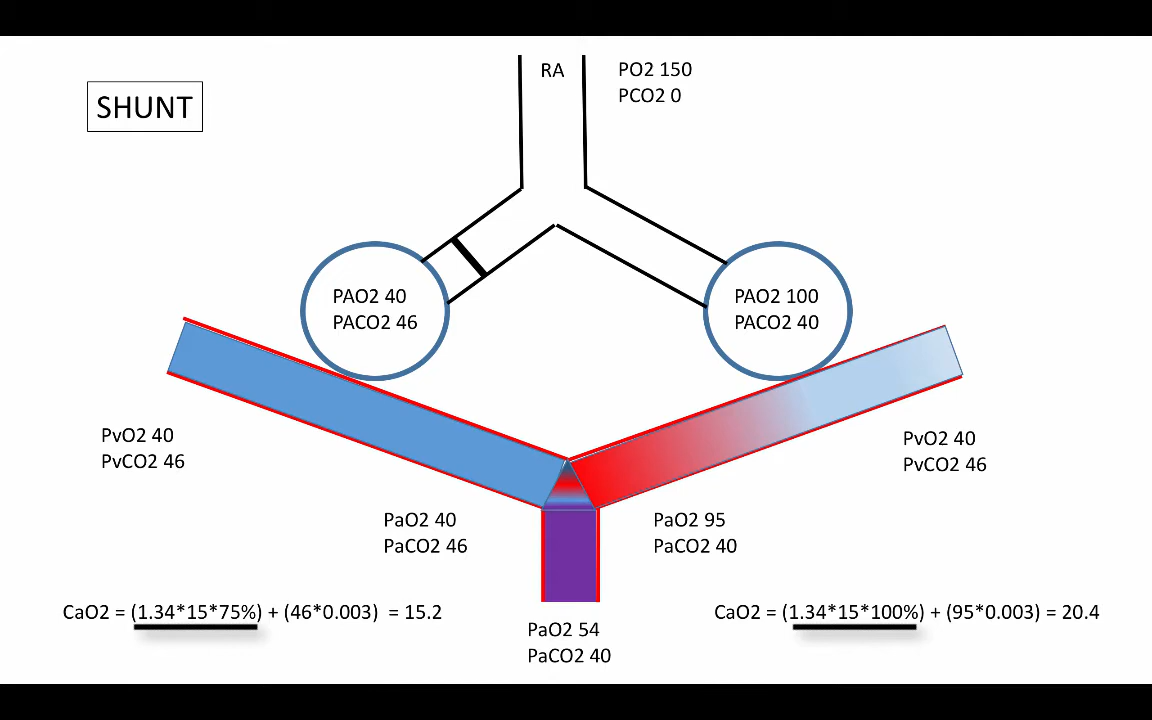 SHUNT
RA
PO2 150
PCO2 0
PAO2 40
PACO2 46
PAO2 100
PACO2 40
PvO2 40
PvCO2 46
PvO2 40
PvCO2 46
PaO2 40
PaCO2 46
PaO2 95
PaCO2 40
CaO2 = (1.34*15*75%) + (46*0.003) = 15.2
CaO2 = (1.34*15*100%) + (95*0.003) = 20.4
PaO2 54
PaCO2 40